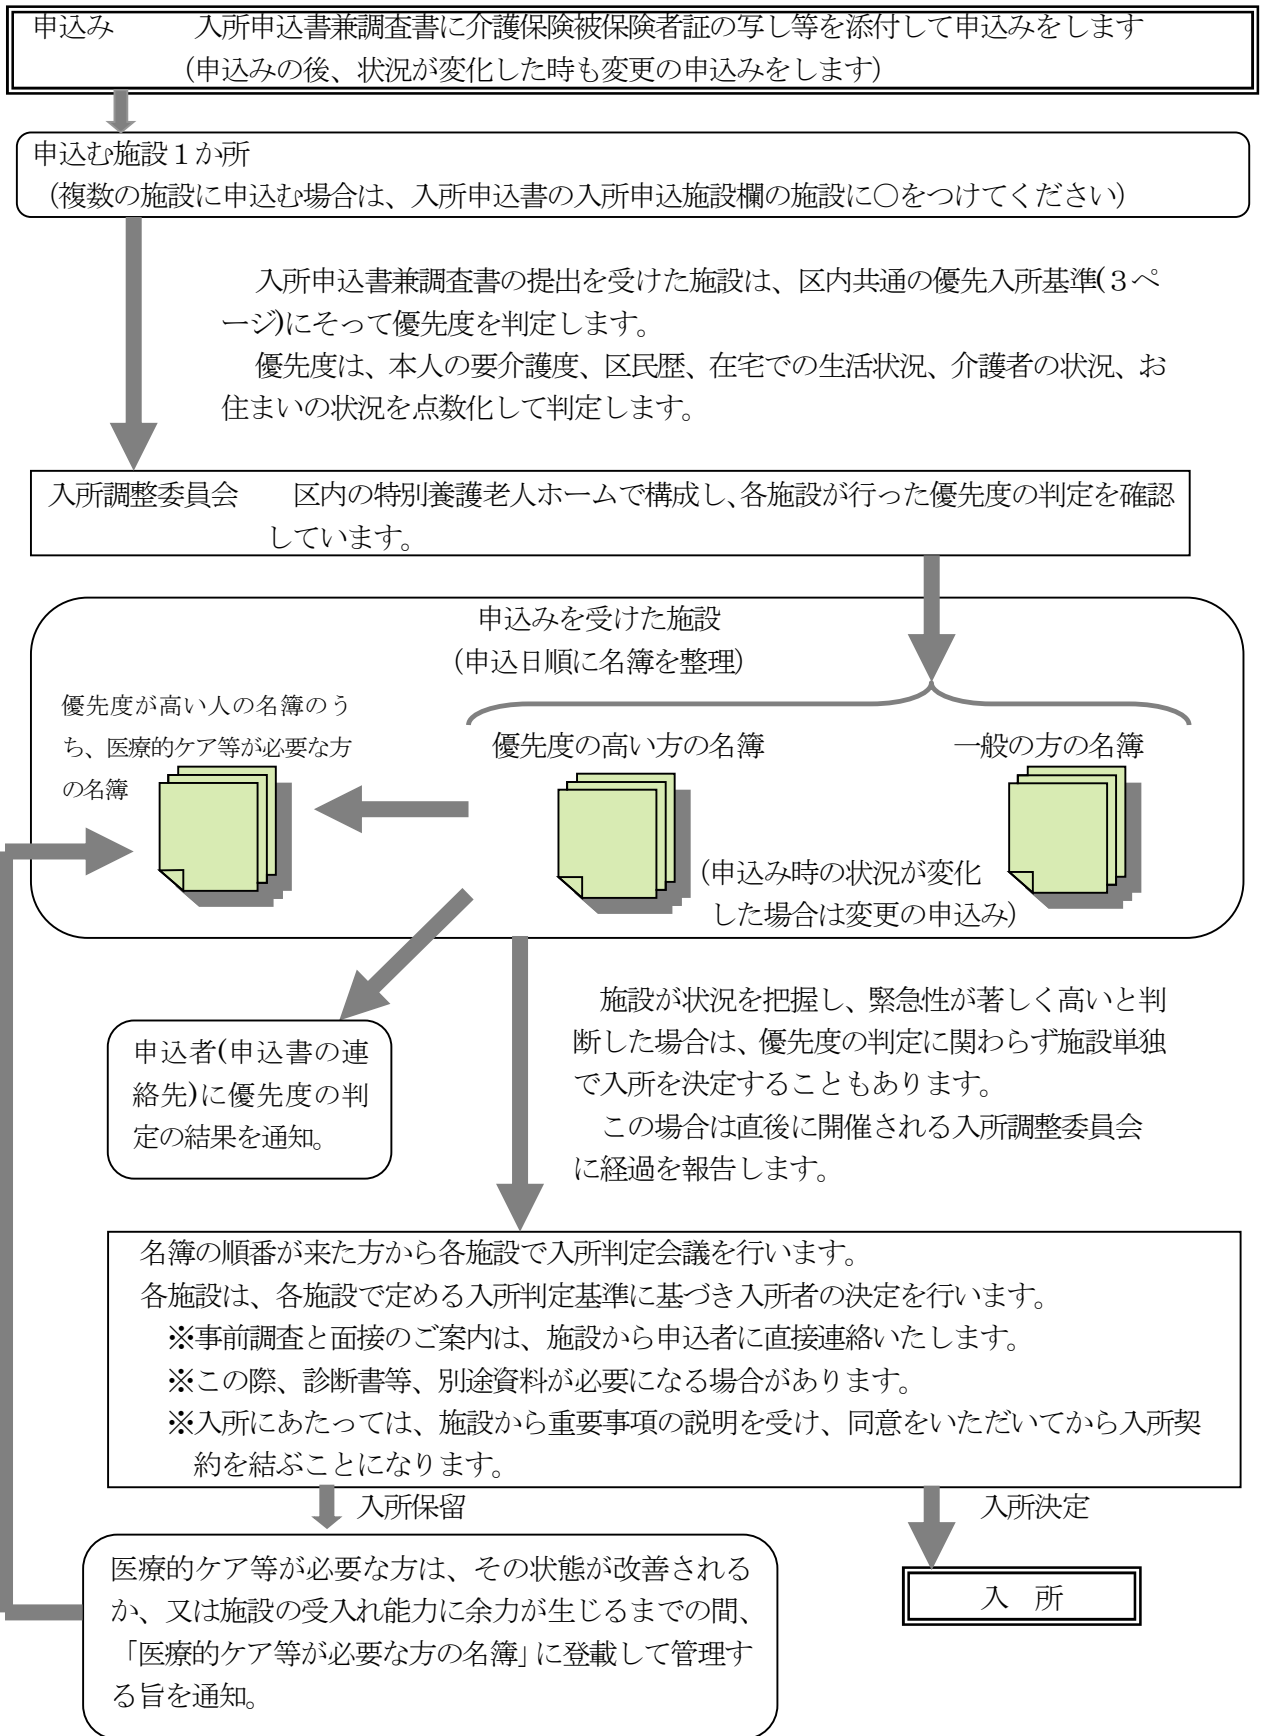 申込み　　　入所申込書兼調査書に介護保険被保険者証の写し等を添付して申込みをします
（申込みの後、状況が変化した時も変更の申込みをします）
申込む施設１か所
（複数の施設に申込む場合は、入所申込書の入所申込施設欄の施設に○をつけてください）
入所申込書兼調査書の提出を受けた施設は、区内共通の優先入所基準(３ペ
ージ)にそって優先度を判定します。
優先度は、本人の要介護度、区民歴、在宅での生活状況、介護者の状況、お
住まいの状況を点数化して判定します。
入所調整委員会　　区内の特別養護老人ホームで構成し、各施設が行った優先度の判定を確認
しています。
申込みを受けた施設
（申込日順に名簿を整理）
優先度が高い人の名簿のう
ち、医療的ケア等が必要な方
の名簿
優先度の高い方の名簿
一般の方の名簿
（申込み時の状況が変化
した場合は変更の申込み）
申込者(申込書の連
絡先)に優先度の判
定の結果を通知。
施設が状況を把握し、緊急性が著しく高いと判
断した場合は、優先度の判定に関わらず施設単独
で入所を決定することもあります。
この場合は直後に開催される入所調整委員会
に経過を報告します。
名簿の順番が来た方から各施設で入所判定会議を行います。
各施設は、各施設で定める入所判定基準に基づき入所者の決定を行います。
※事前調査と面接のご案内は、施設から申込者に直接連絡いたします。
※この際、診断書等、別途資料が必要になる場合があります。
※入所にあたっては、施設から重要事項の説明を受け、同意をいただいてから入所契
約を結ぶことになります。
入所保留
入所決定
医療的ケア等が必要な方は、その状態が改善される
か、又は施設の受入れ能力に余力が生じるまでの間、
「医療的ケア等が必要な方の名簿」に登載して管理す
る旨を通知。
入　所